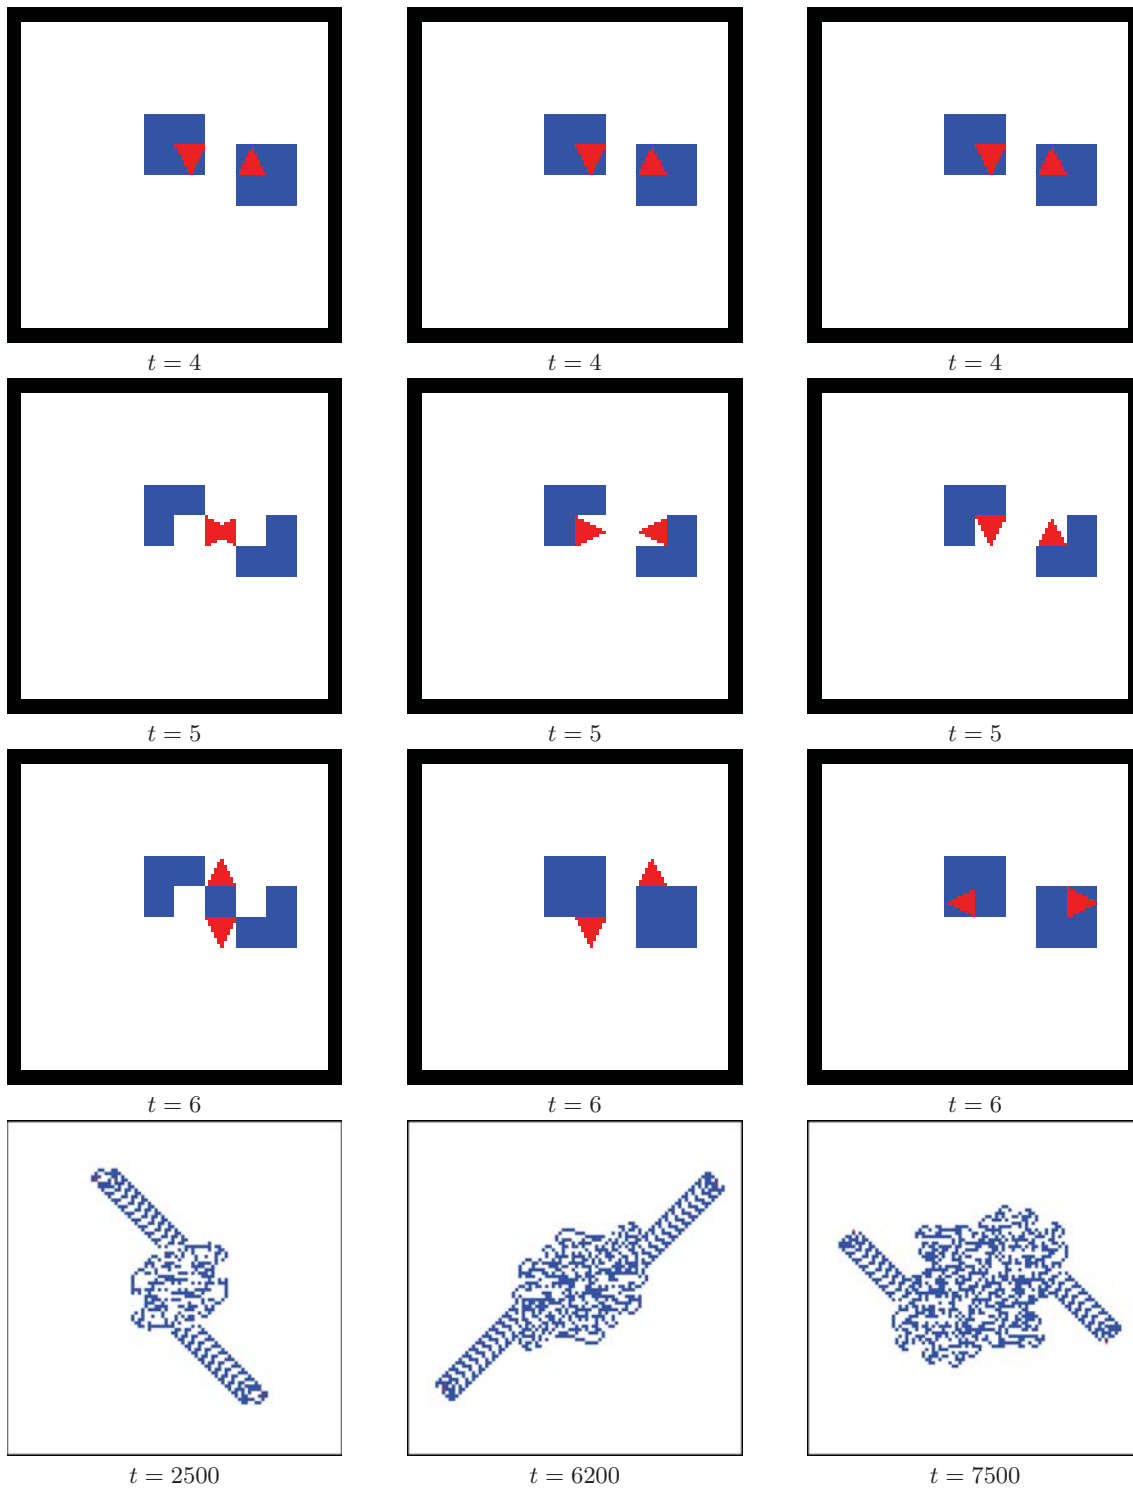 t = 4 t = 4 t = 4
t = 5 t = 5 t = 5
t = 6 t = 6 t = 6
t = 2500 t = 6200 t = 7500